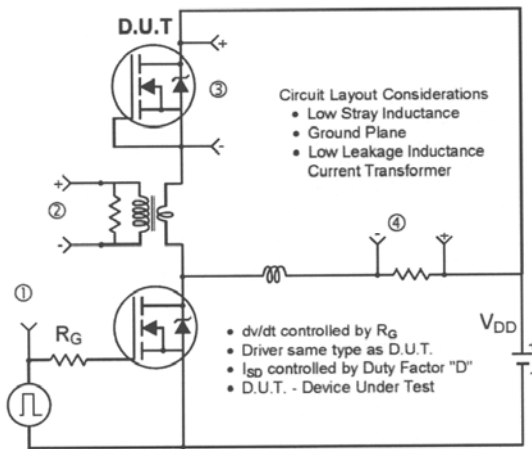 D.U.T
+
③
-
Circuit Layout Considerations
• Low Stray Inductance
• Ground Plane
• Low Leakage Inductance
Current Transformer
+
②
-
- ④ +
①
RG
VDD
+
-
• dv/dt controlled by RG
• Driver same type as D.U.T.
• ISD controlled by Duty Factor "D"
• D.U.T. - Device Under Test